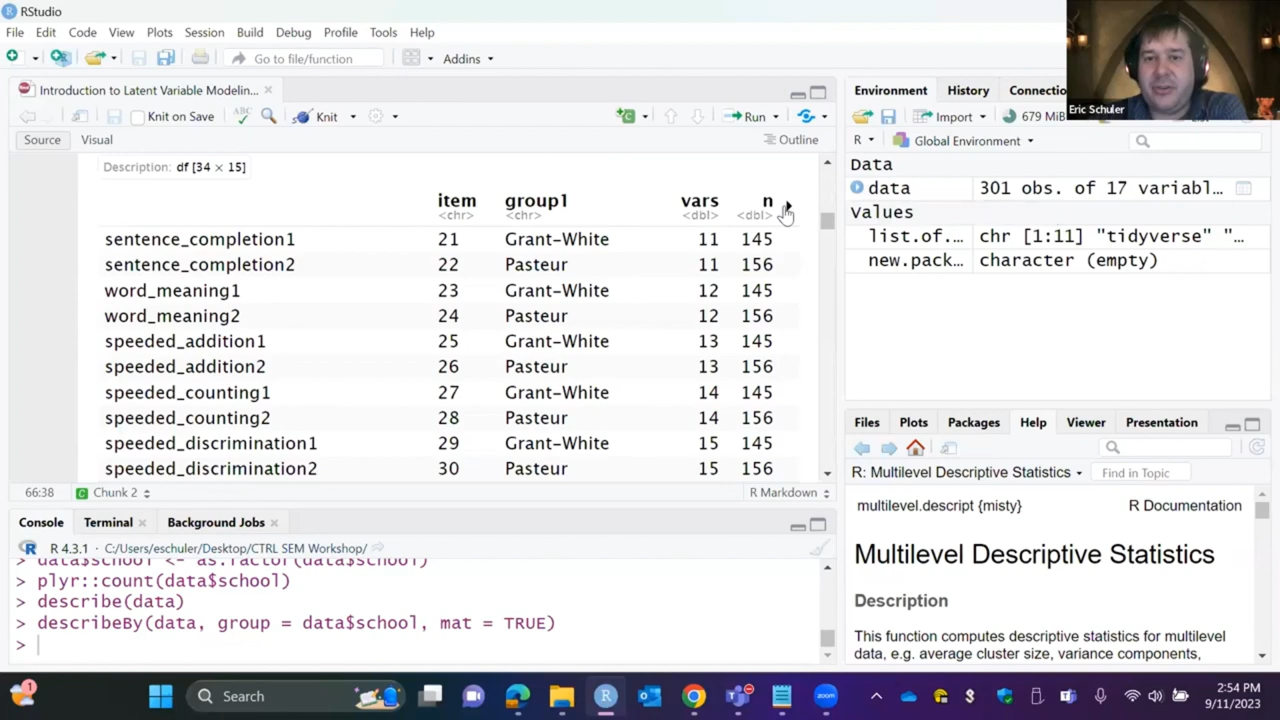 RStudio
File Edit Code View Plots Session Build Debug Profile Tools Help
Go to file/function Addins
Introduction to Latent Variable Modelin...
Knit on Save ABC Knit Run
Source Visual Outline
Description: df [34 × 15]
item group1 vars n
<chr> <chr> <dbl> <dbl>
sentence_completion1 21 Grant-White 11 145
sentence_completion2 22 Pasteur 11 156
word_meaning1 23 Grant-White 12 145
word_meaning2 24 Pasteur 12 156
speeded_addition1 25 Grant-White 13 145
speeded_addition2 26 Pasteur 13 156
speeded_counting1 27 Grant-White 14 145
speeded_counting2 28 Pasteur 14 156
speeded_discrimination1 29 Grant-White 15 145
speeded_discrimination2 30 Pasteur 15 156
66:38 C Chunk 2 R Markdown
Console Terminal Background Jobs
R 4.3.1 · C:/Users/eschuler/Desktop/CTRL SEM Workshop/
> data$school <- as.factor(data$school)
> plyr::count(data$school)
> describe(data)
> describeBy(data, group = data$school, mat = TRUE)
>
Environment History Connectio
Import 679 MiB
R Global Environment
Data
data 301 obs. of 17 variabl...
Values
list.of.... chr [1:11] "tidyverse" "...
new.pack... character (empty)
Eric Schuler
Files Plots Packages Help Viewer Presentation
R: Multilevel Descriptive Statistics Find in Topic
multilevel.descript {misty} R Documentation
Multilevel Descriptive Statistics
Description
This function computes descriptive statistics for multilevel
data, e.g. average cluster size, variance components,
1 Search zoom 2:54 PM
9/11/2023